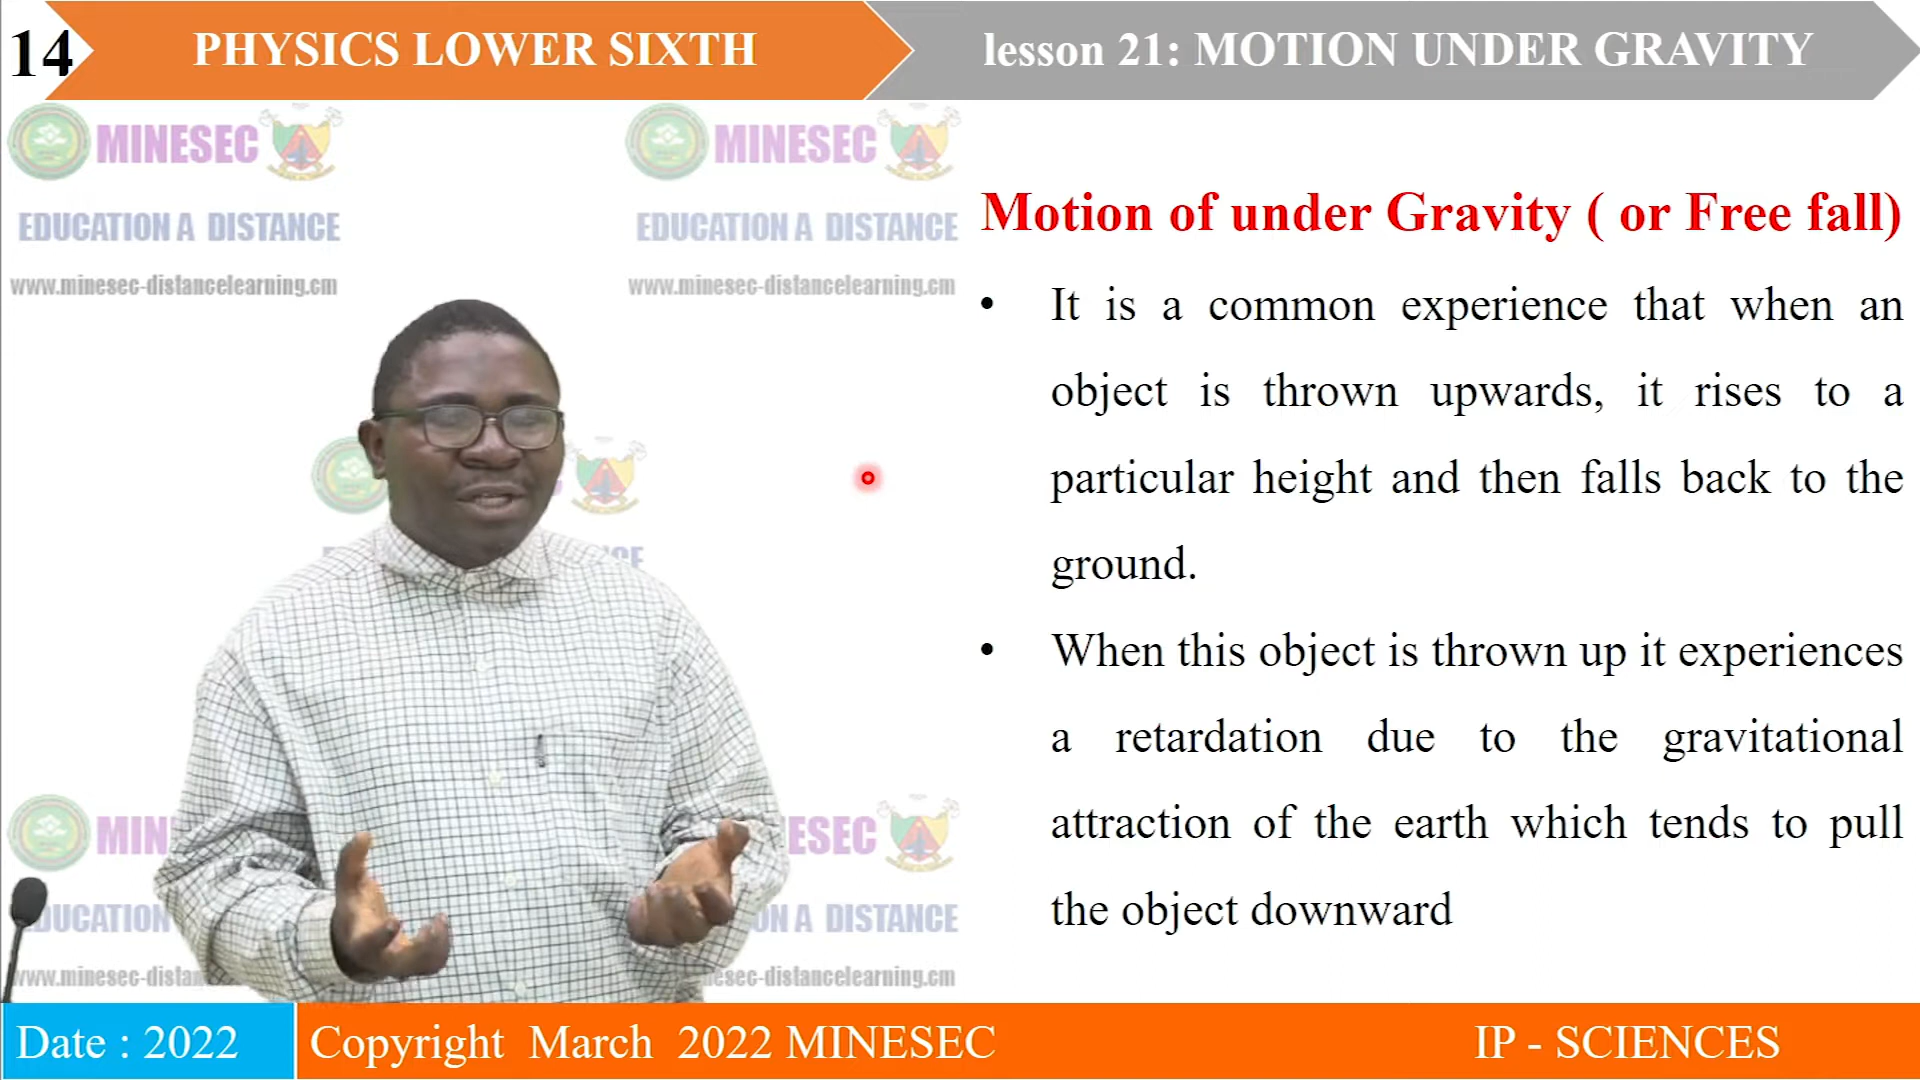 14
PHYSICS LOWER SIXTH
lesson 21: MOTION UNDER GRAVITY
MINESEC
EDUCATION A DISTANCE
www.minesec-distancelearning.cm
MINESEC
EDUCATION A DISTANCE
www.minesec-distancelearning.cm
Motion of under Gravity ( or Free fall)
• It is a common experience that when an
object is thrown upwards, it rises to a
particular height and then falls back to the
ground.
• When this object is thrown up it experiences
a retardation due to the gravitational
attraction of the earth which tends to pull
the object downward
Date : 2022
Copyright March 2022 MINESEC
IP - SCIENCES